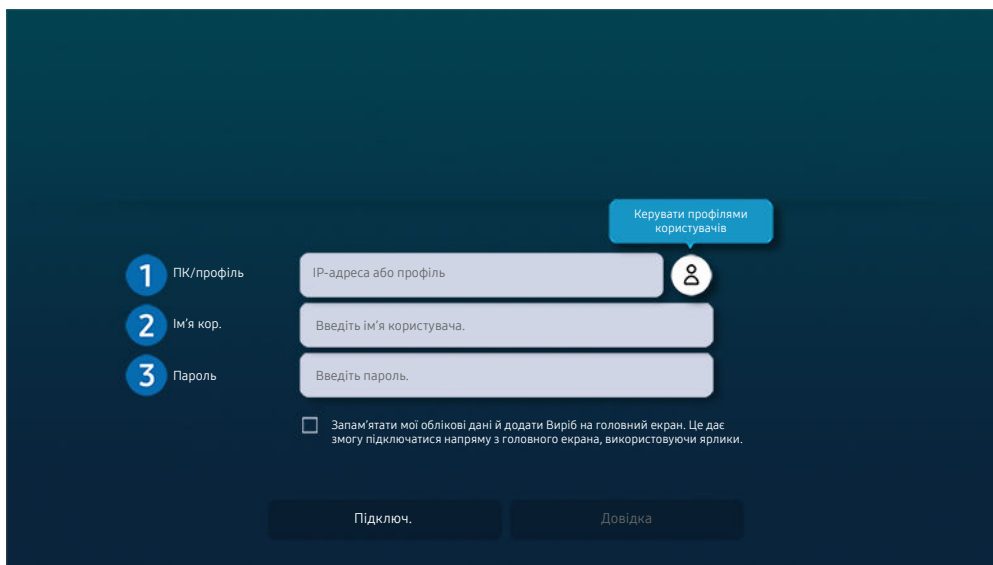 Керувати профілями
користувачів
1 ПК/профіль IP-адреса або профіль
2 Ім'я кор. Введіть ім'я користувача.
3 Пароль Введіть пароль.
Запам'ятати мої облікові дані й додати Виріб на головний екран. Це дає
змогу підключатися напряму з головного екрана, використовуючи ярлики.
Підключ. Довідка